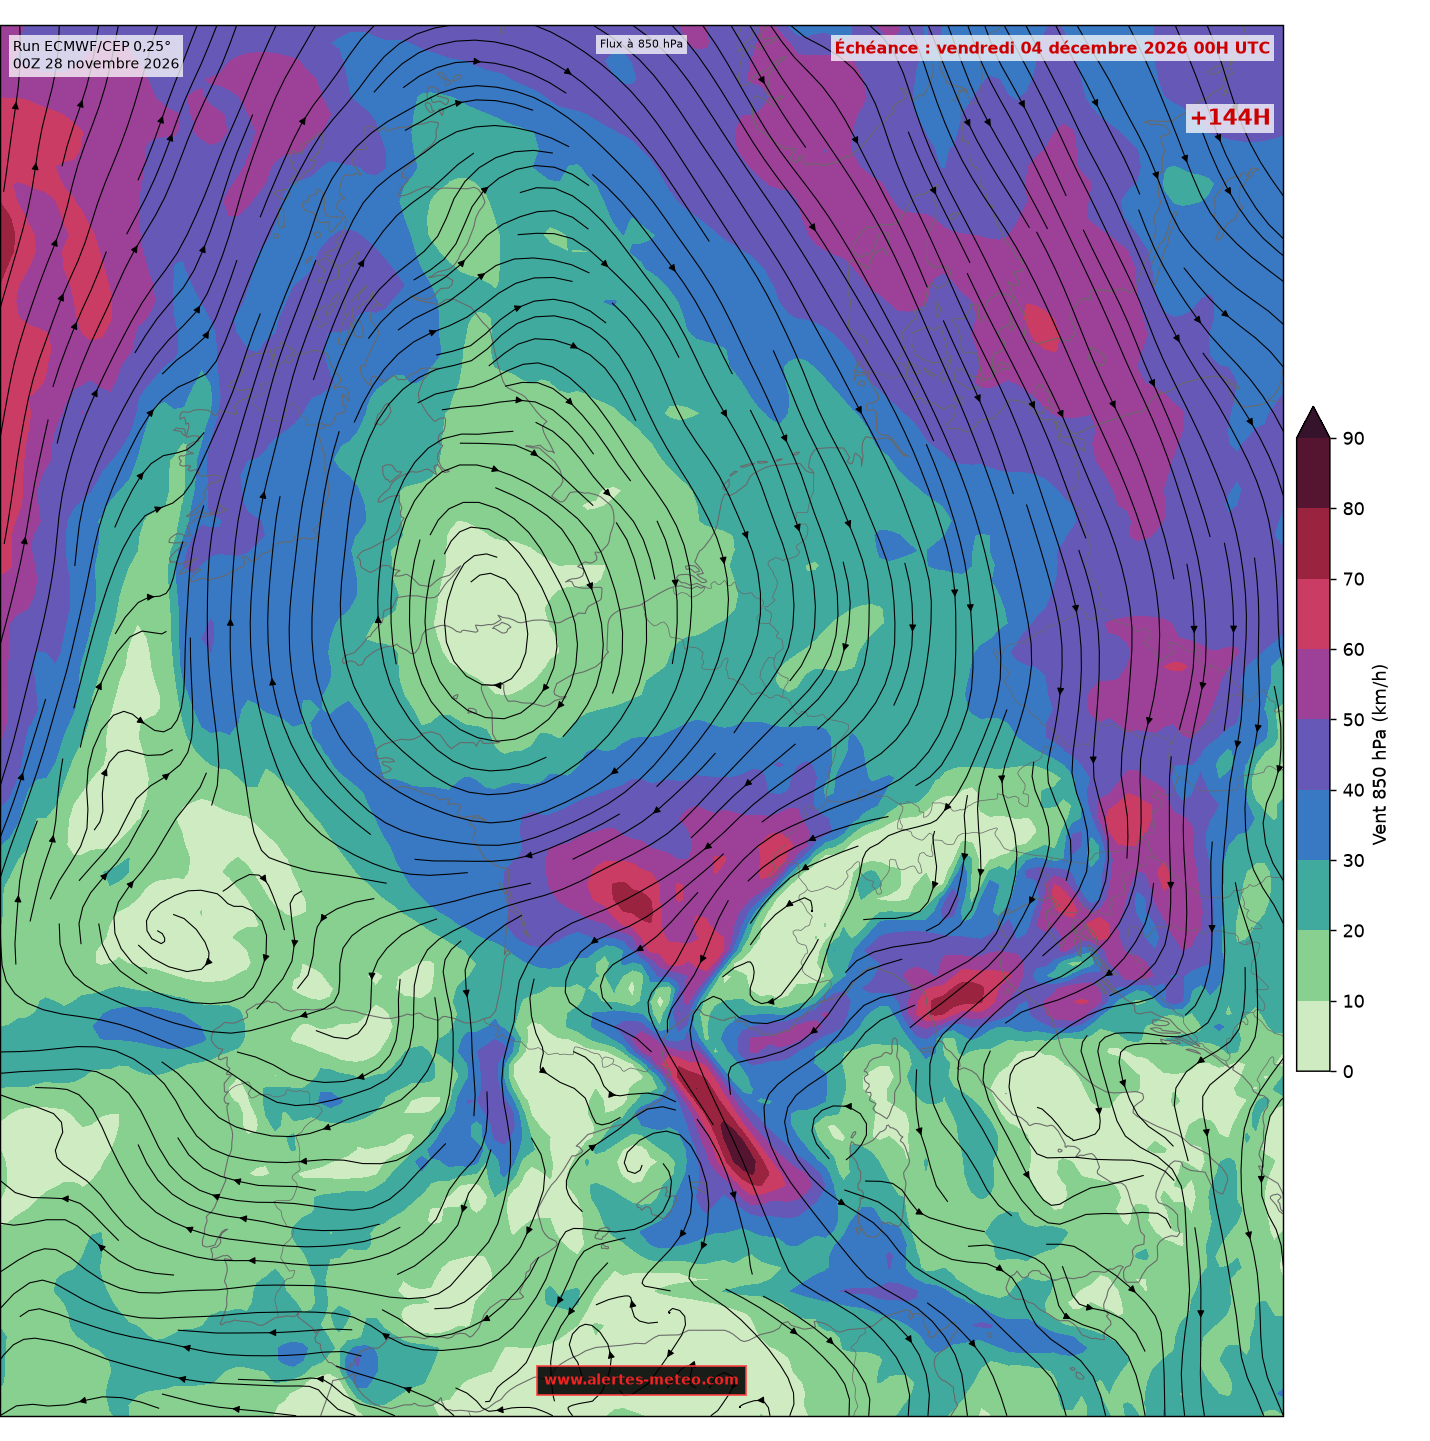 Run ECMWF/CEP 0,25°
00Z 28 novembre 2026
Flux à 850 hPa
Échéance : vendredi 04 décembre 2026 00H UTC
+144H
90
80
70
60
50
40
30
20
10
0
Vent 850 hPa (km/h)
www.alertes-meteo.com